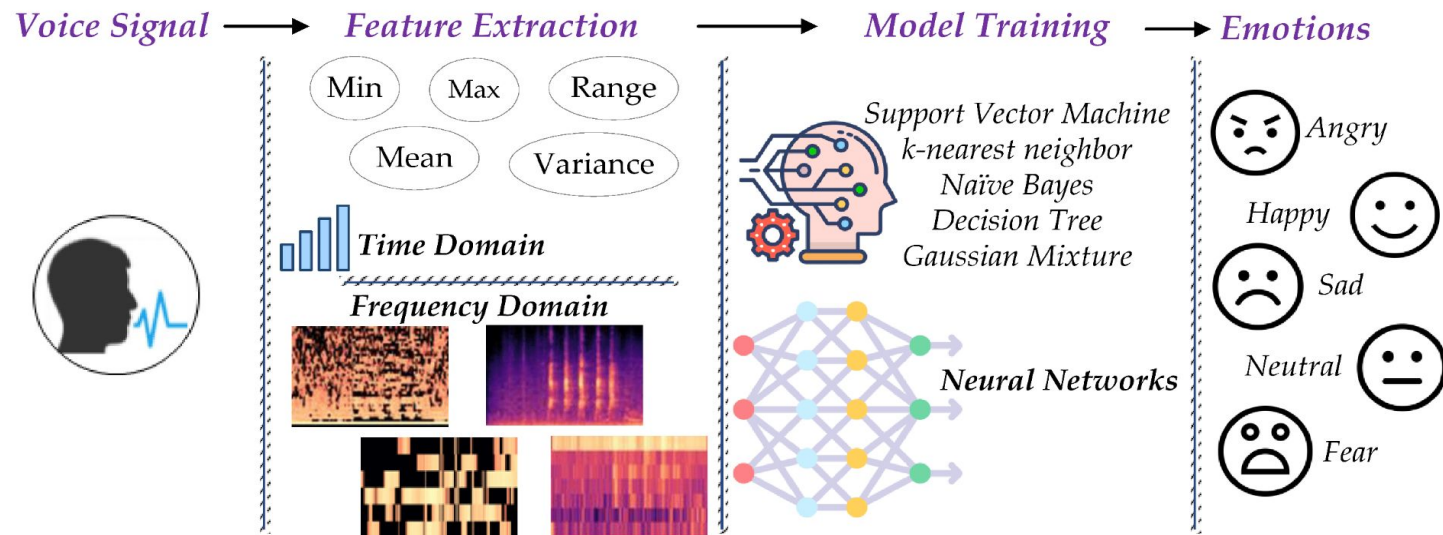 Voice Signal
Feature Extraction
Model Training
Emotions
Min
Max
Range
Mean
Variance
Time Domain
Frequency Domain
Support Vector Machine
k-nearest neighbor
Naïve Bayes
Decision Tree
Gaussian Mixture
Neural Networks
Angry
Happy
Sad
Neutral
Fear